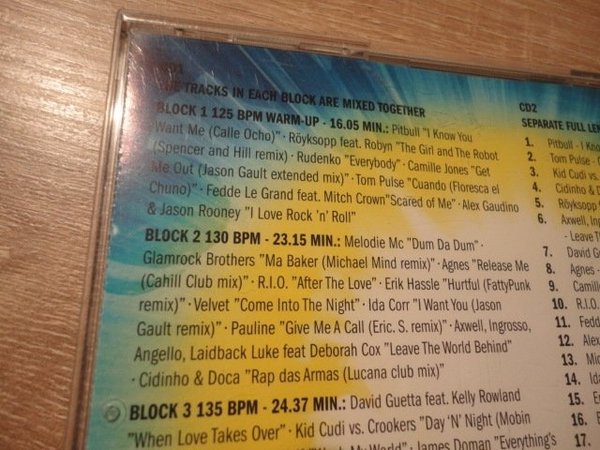 THE TRACKS IN EACH BLOCK ARE MIXED TOGETHER
BLOCK 1 125 BPM WARM-UP - 16.05 MIN.: Pitbull "I Know You
Want Me (Calle Ocho)" · Röyksopp feat. Robyn "The Girl and The Robot
(Spencer and Hill remix) · Rudenko "Everybody" · Camille Jones "Get
Me Out (Jason Gault extended mix)" · Tom Pulse "Cuando (Floresca el
Chuno)" · Fedde Le Grand feat. Mitch Crown"Scared of Me" · Alex Gaudino
& Jason Rooney "I Love Rock 'n' Roll"
BLOCK 2 130 BPM - 23.15 MIN.: Melodie Mc "Dum Da Dum" ·
Glamrock Brothers "Ma Baker (Michael Mind remix)" · Agnes "Release Me
(Cahill Club mix)" · R.I.O. "After The Love" · Erik Hassle "Hurtful (FattyPunk
remix)" · Velvet "Come Into The Night" · Ida Corr "I Want You (Jason
Gault remix)" · Pauline "Give Me A Call (Eric. S. remix)" · Axwell, Ingrosso,
Angello, Laidback Luke feat Deborah Cox "Leave The World Behind"
· Cidinho & Doca "Rap das Armas (Lucana club mix)"
BLOCK 3 135 BPM - 24.37 MIN.: David Guetta feat. Kelly Rowland
"When Love Takes Over" · Kid Cudi vs. Crookers "Day 'N' Night (Mobin
World" · James Doman "Everything's
CD2
SEPARATE FULL LEN
1. Pitbull - I Kno
2. Tom Pulse - C
3. Kid Cudi vs.
4. Cidinho & D
5. Röyksopp f
6. Axwell, In
- Leave T
7. David G
8. Agnes -
9. Camill
10. R.I.O.
11. Fedd
12. Alex
13. Mic
14. Ida
15. E
16. E
17.